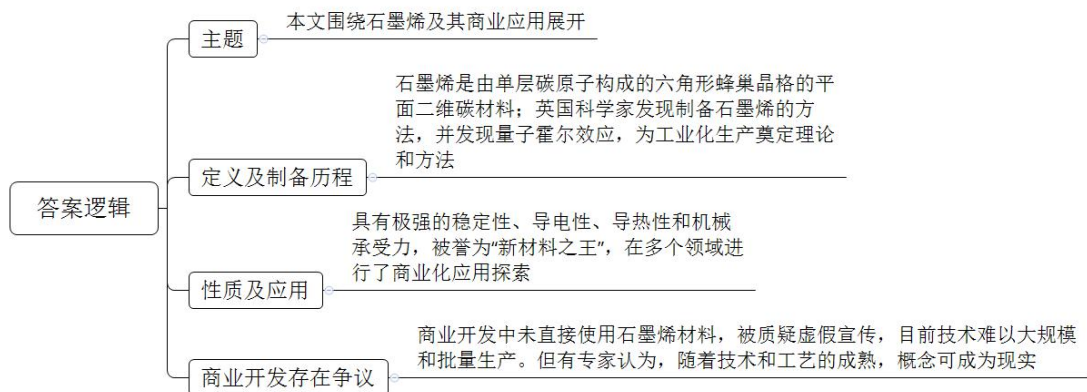 主题
本文围绕石墨烯及其商业应用展开
石墨烯是由单层碳原子构成的六角形蜂巢晶格的平
面二维碳材料；英国科学家发现制备石墨烯的方
法，并发现量子霍尔效应，为工业化生产奠定理论
和方法
定义及制备历程
答案逻辑
具有极强的稳定性、导电性、导热性和机械
承受力，被誉为“新材料之王”，在多个领域进
行了商业化应用探索
性质及应用
商业开发中未直接使用石墨烯材料，被质疑虚假宣传，目前技术难以大规模
和批量生产。但有专家认为，随着技术和工艺的成熟，概念可成为现实
商业开发存在争议